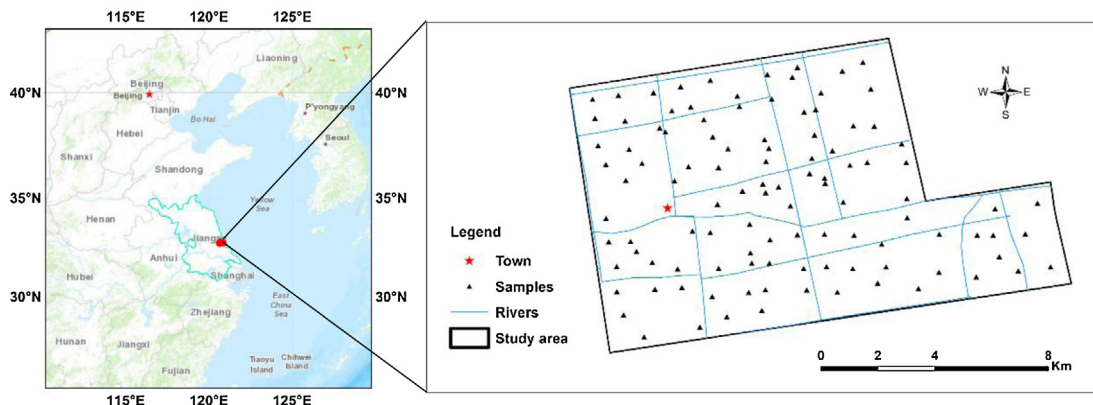 115°E 120°E 125°E
40°N 40°N
35°N 35°N
30°N 30°N
115°E 120°E 125°E
Liaoning
Beijing
Beijing
Tianjin
P'yongyang
Bo Hai
Hebei
Seoul
Shanxi
Shandong
Yellow
Sea
Henan
Jiangs
Anhui
Shanghai
Hubei
East
China
Sea
Zhejiang
Hunan
Jiangxi
Tiaoyu
Island
Chihwei
Island
Fujian
N
W E
S
Legend
Town
Samples
Rivers
Study area
0 2 4 8
Km